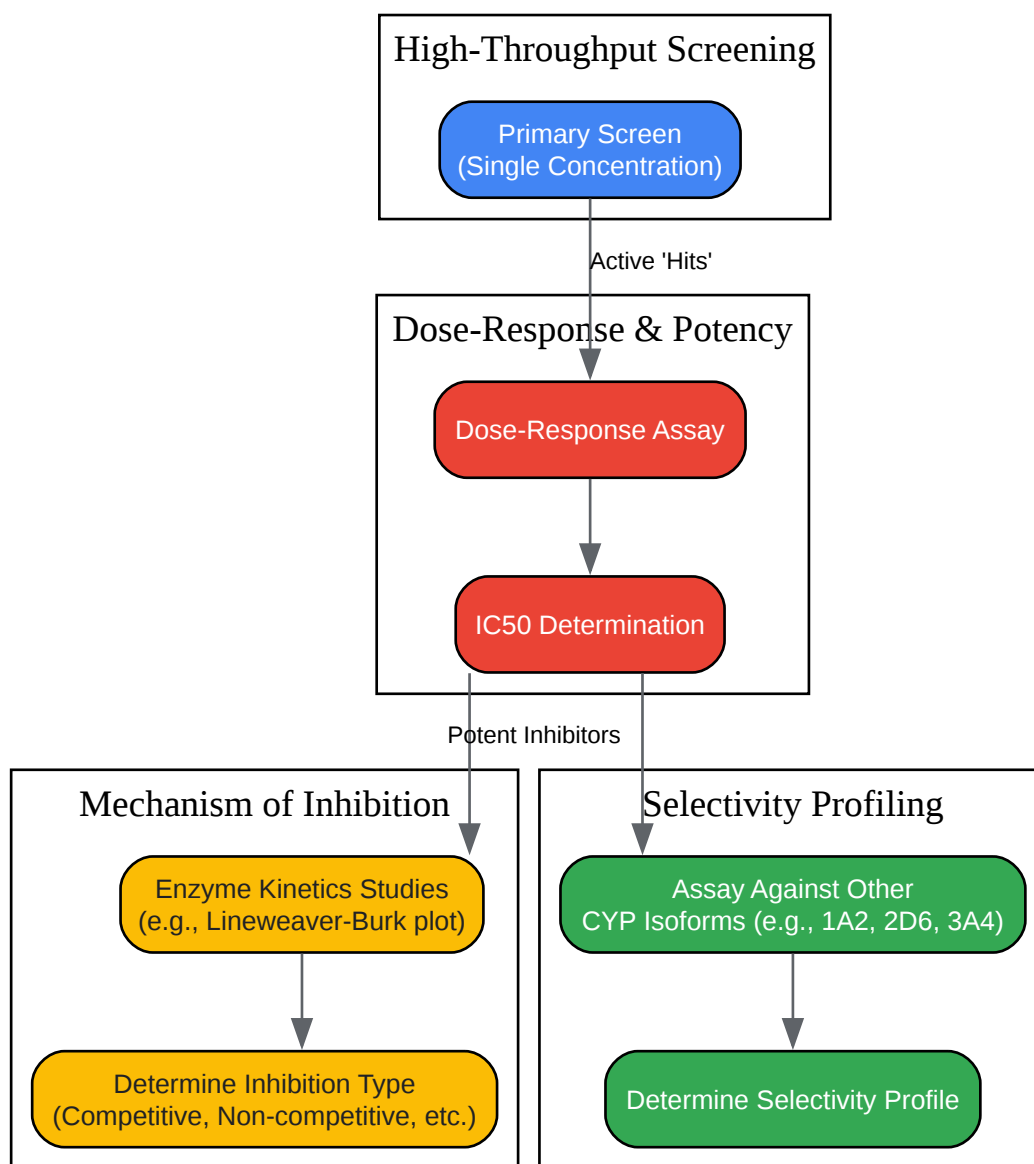 High-Throughput Screening
Primary Screen
(Single Concentration)
Active 'Hits'
Dose-Response & Potency
Dose-Response Assay
IC50 Determination
Potent Inhibitors
Mechanism of Inhibition
Enzyme Kinetics Studies
(e.g., Lineweaver-Burk plot)
Determine Inhibition Type
(Competitive, Non-competitive, etc.)
Selectivity Profiling
Assay Against Other
CYP Isoforms (e.g., 1A2, 2D6, 3A4)
Determine Selectivity Profile